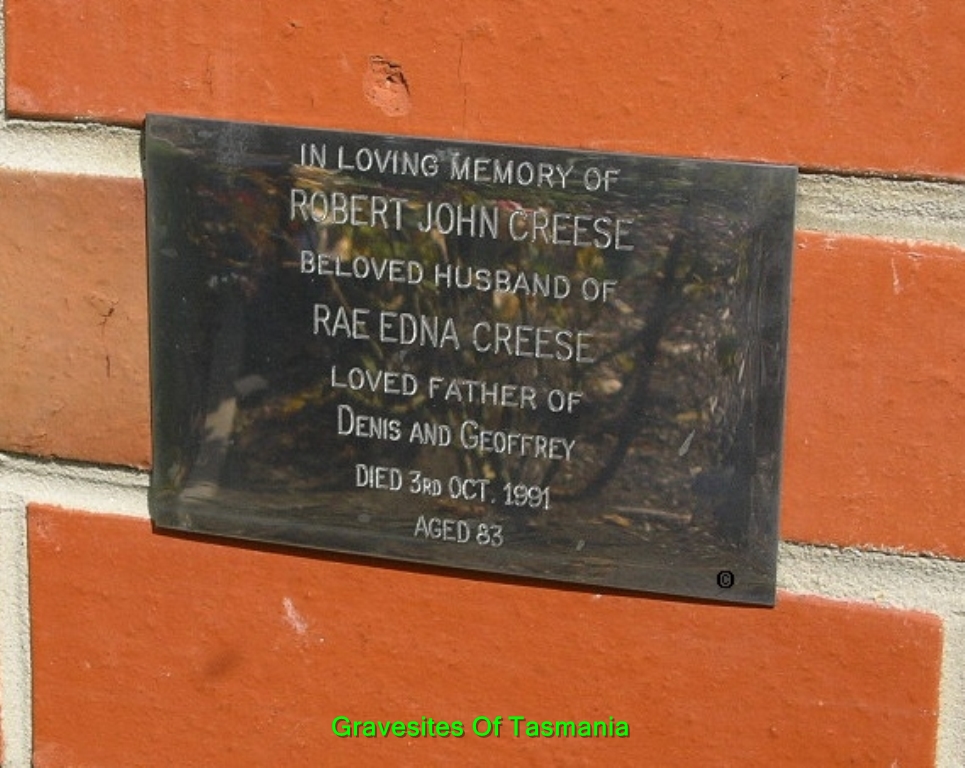 IN LOVING MEMORY OF
ROBERT JOHN CREESE
BELOVED HUSBAND OF
RAE EDNA CREESE
LOVED FATHER OF
DENIS AND GEOFFREY
DIED 3RD OCT. 1991
AGED 83
©
Gravesites Of Tasmania